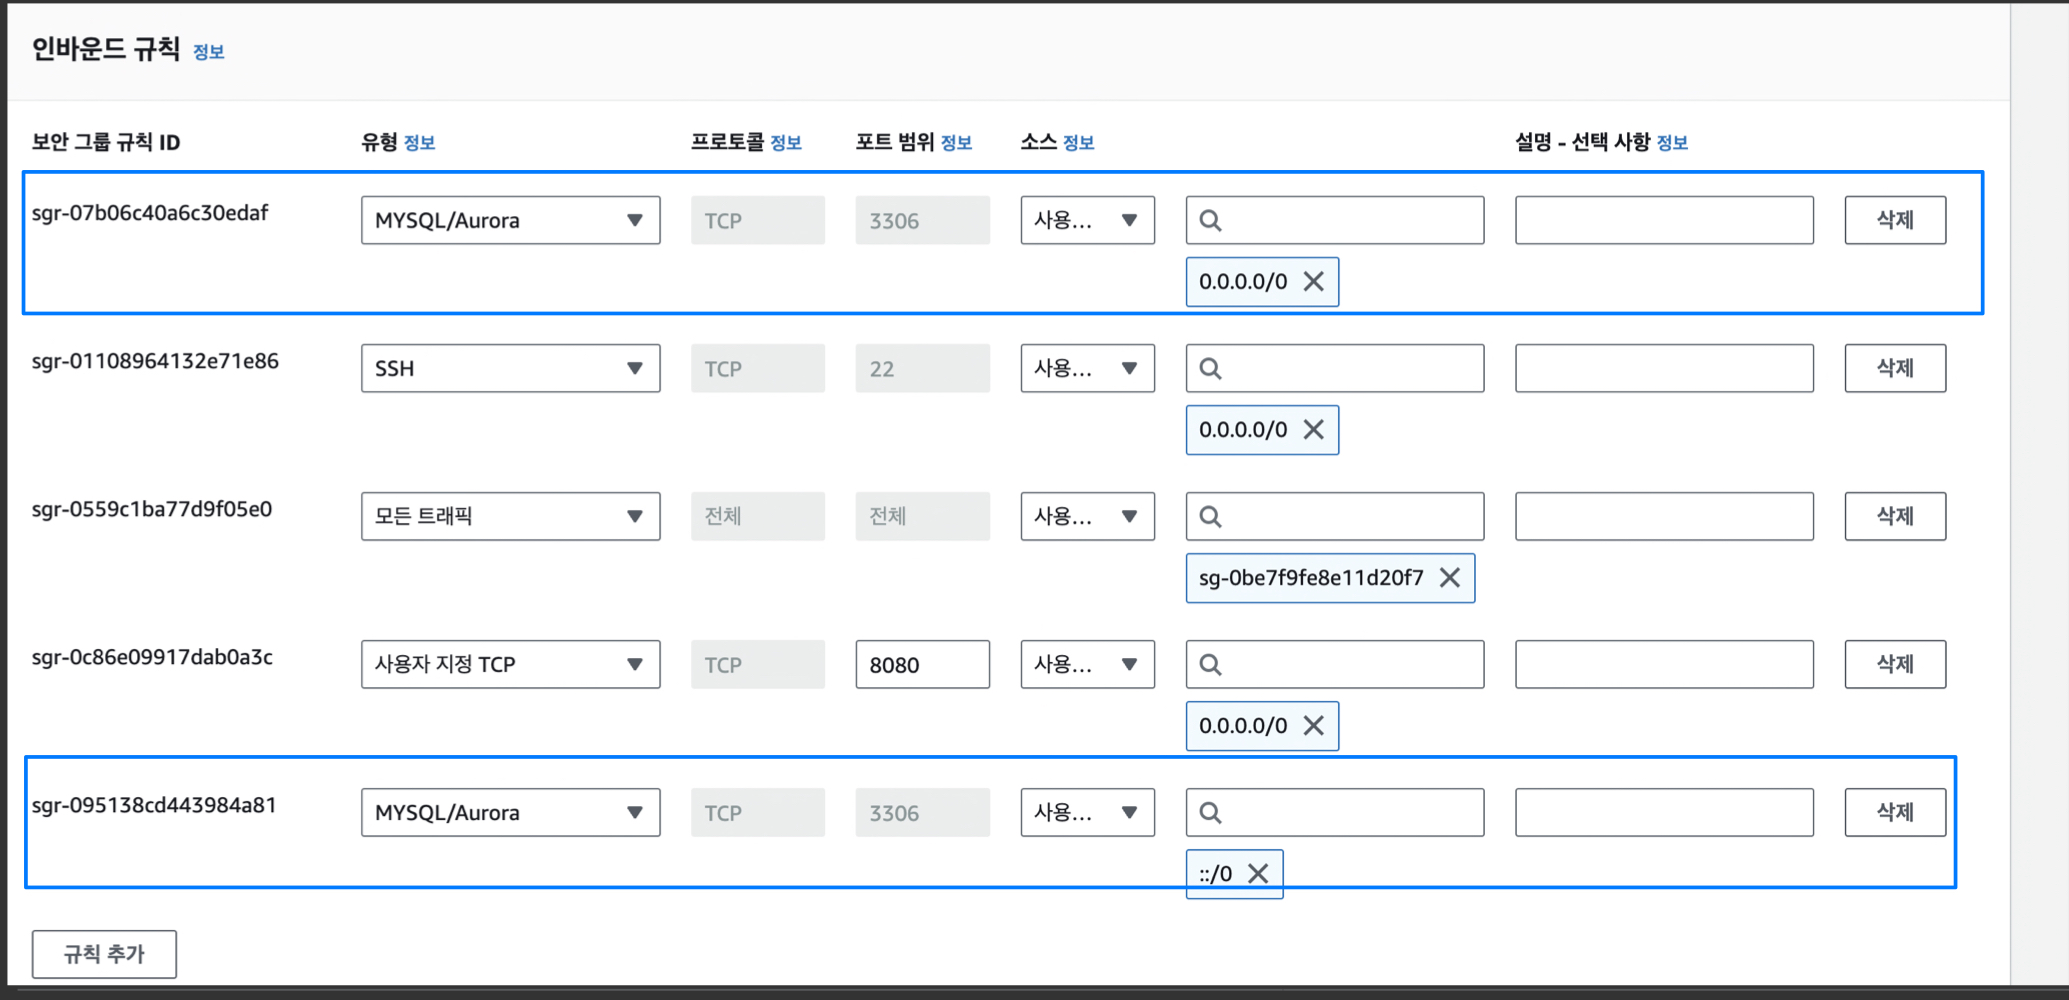 인바운드 규칙 정보
보안 그룹 규칙 ID 유형 정보 프로토콜 정보 포트 범위 정보 소스 정보 설명 - 선택 사항 정보
sgr-07b06c40a6c30edaf MYSQL/Aurora TCP 3306 사용... 삭제
0.0.0.0/0
sgr-01108964132e71e86 SSH TCP 22 사용... 삭제
0.0.0.0/0
sgr-0559c1ba77d9f05e0 모든 트래픽 전체 전체 사용... 삭제
sg-0be7f9fe8e11d20f7
sgr-0c86e09917dab0a3c 사용자 지정 TCP TCP 8080 사용... 삭제
0.0.0.0/0
sgr-095138cd443984a81 MYSQL/Aurora TCP 3306 사용... 삭제
::/0
규칙 추가